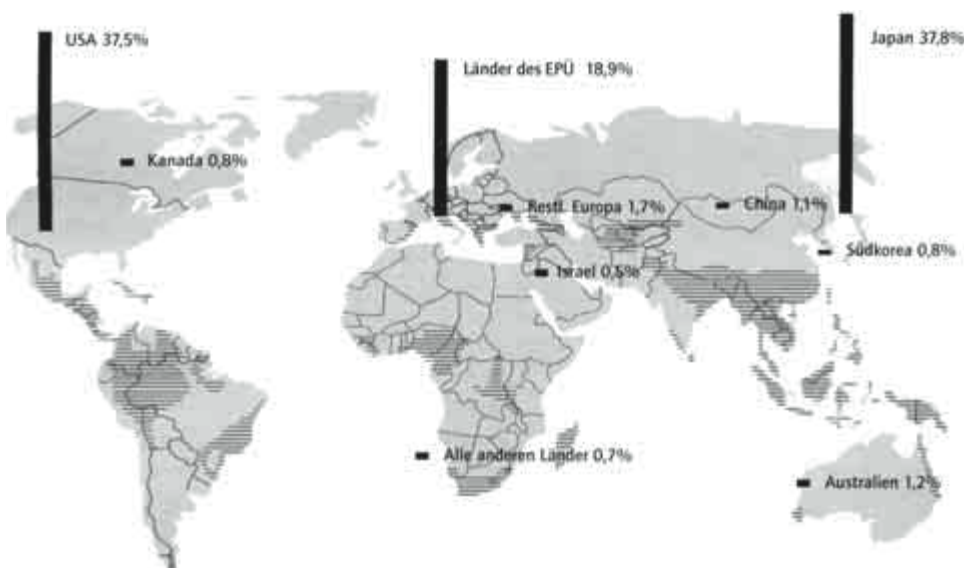 USA 37,5%
Japan 37,8%
Länder des EPÜ 18,9%
Kanada 0,8%
Restl. Europa 1,7%
China 1,1%
Südkorea 0,8%
Israel 0,5%
Alle anderen Länder 0,7%
Australien 1,2%